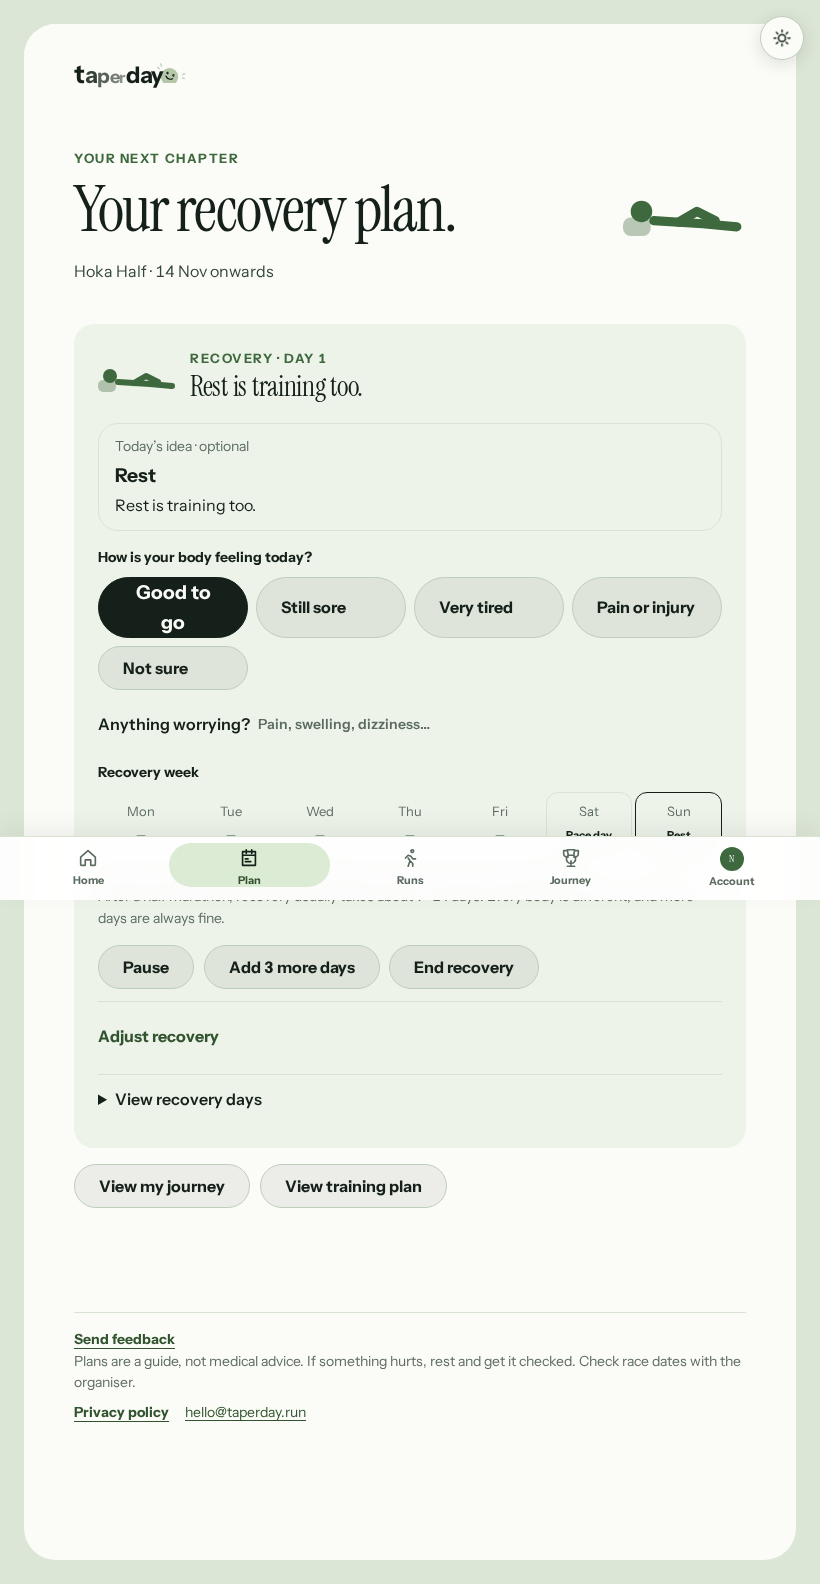 taperday
YOUR NEXT CHAPTER
Your recovery plan.
Hoka Half · 14 Nov onwards
RECOVERY · DAY 1
Rest is training too.
Today's idea · optional
Rest
Rest is training too.
How is your body feeling today?
Good to
go
Still sore
Very tired
Pain or injury
Not sure
Anything worrying? Pain, swelling, dizziness…
Recovery week
Mon Tue Wed Thu Fri Sat Sun
– – – – – Race day Rest
Home Plan Runs Journey Account
N
days are always fine.
Pause
Add 3 more days
End recovery
Adjust recovery
View recovery days
View my journey
View training plan
Send feedback
Plans are a guide, not medical advice. If something hurts, rest and get it checked. Check race dates with the
organiser.
Privacy policy hello@taperday.run